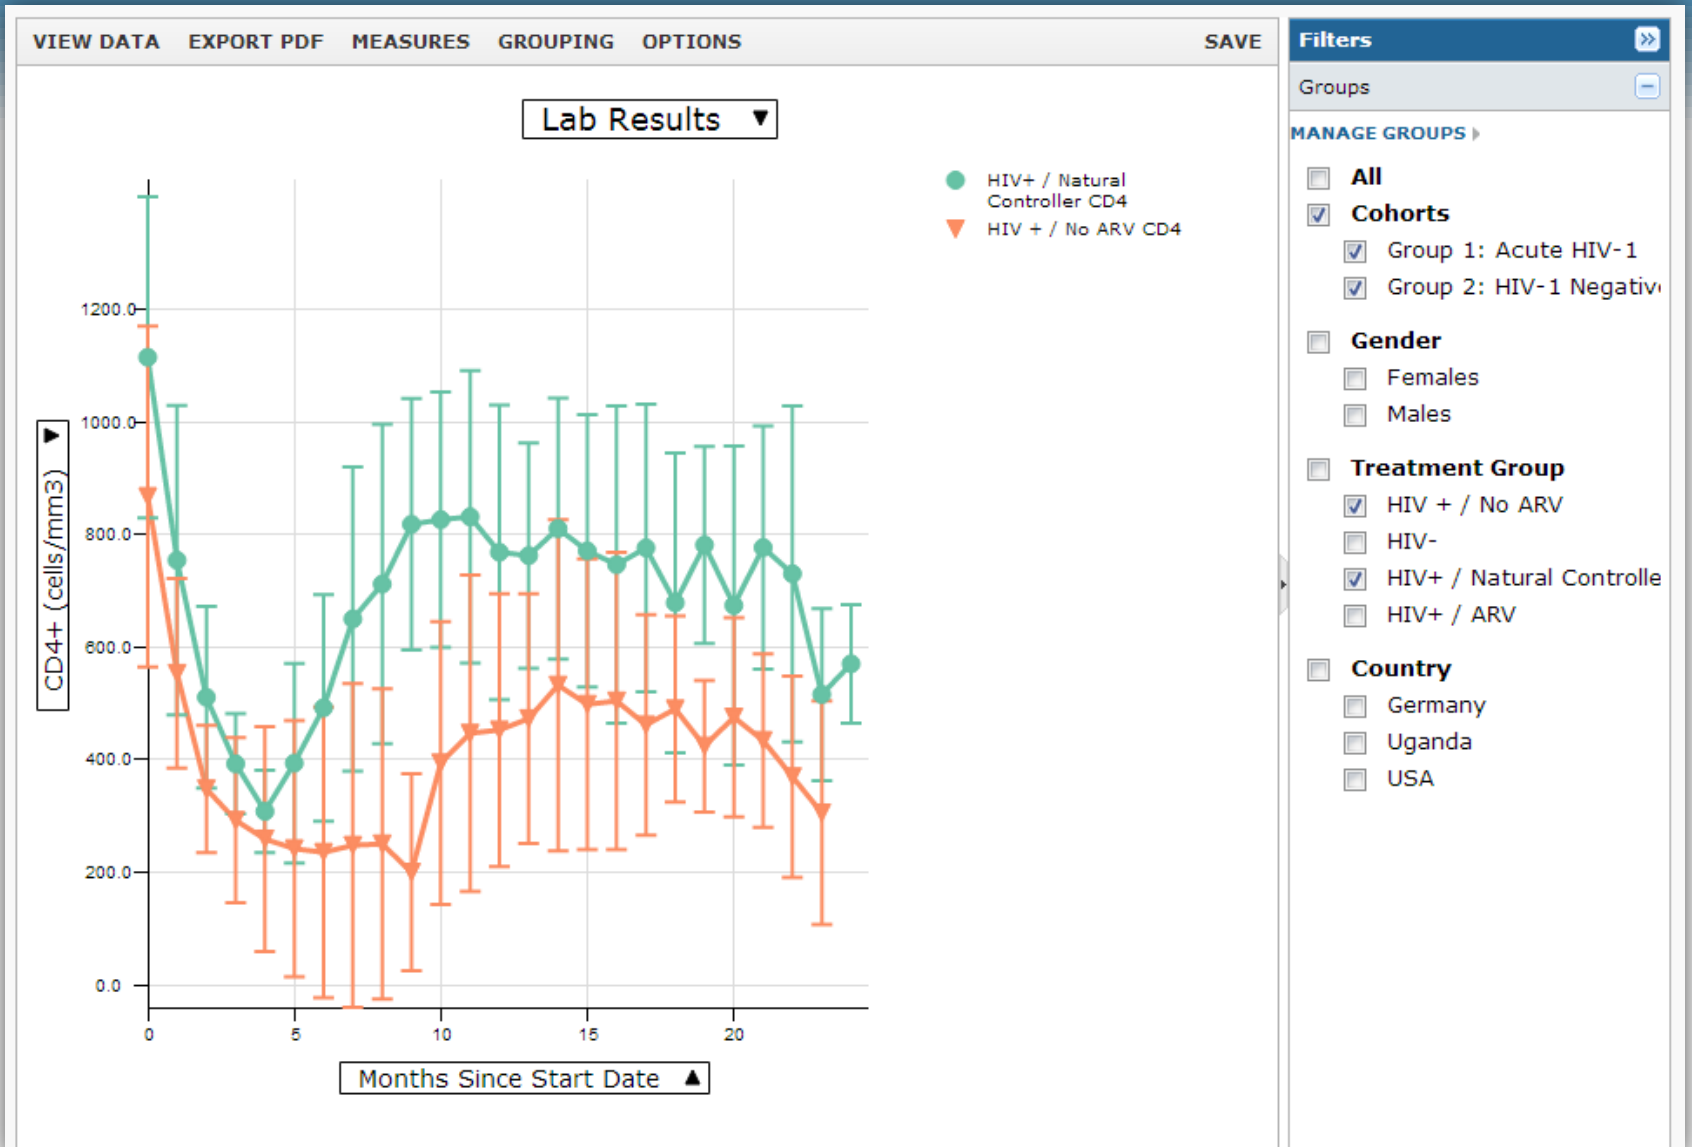 VIEW DATA EXPORT PDF MEASURES GROUPING OPTIONS SAVE
Lab Results
HIV+ / Natural
Controller CD4
HIV + / No ARV CD4
1200.0
1000.0
800.0
600.0
400.0
200.0
0.0
CD4+ (cells/mm3)
0 5 10 15 20
Months Since Start Date
Filters
Groups
MANAGE GROUPS
All
Cohorts
Group 1: Acute HIV-1
Group 2: HIV-1 Negativ
Gender
Females
Males
Treatment Group
HIV + / No ARV
HIV-
HIV+ / Natural Controlle
HIV+ / ARV
Country
Germany
Uganda
USA